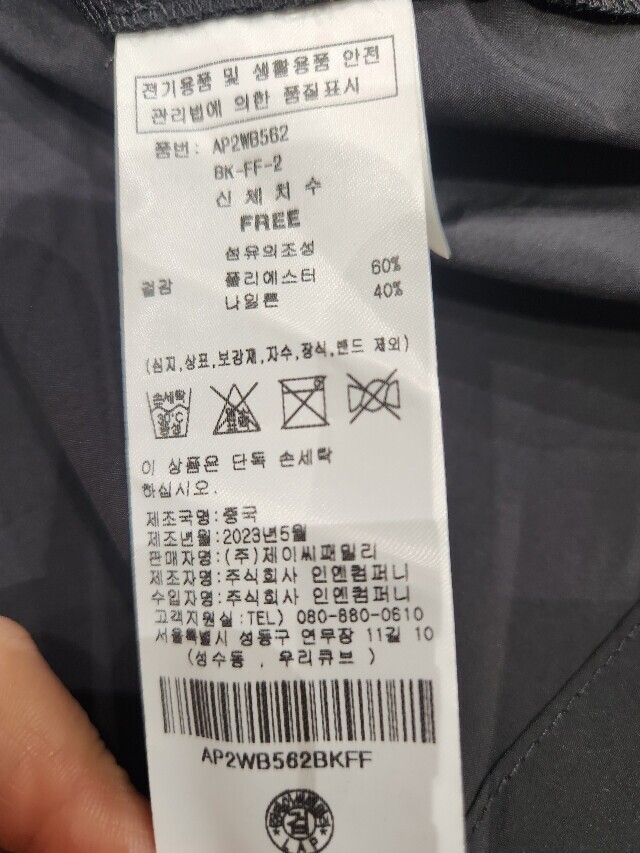 전기용품 및 생활용품 안전
관리법에 의한 품질표시
품번: AP2WB562
BK-FF-2
신 체 치 수
FREE
섬유의조성
겉감 폴리에스터 60%
나일론 40%
(심지,상표,보강재,자수,장식,밴드 제외)
손세탁
30℃
중성
염소
표백
이 상품은 단독 손세탁
하십시오.
제조국명:중국
제조년월:2023년5월
판매자명:(주)제이씨패밀리
제조자명:주식회사 인엔컴퍼니
수입자명:주식회사 인엔컴퍼니
고객지원실:TEL) 080-880-0610
서울특별시 성동구 연무장 11길 10
(성수동 , 우리큐브 )
AP2WB562BKFF
검
LAP